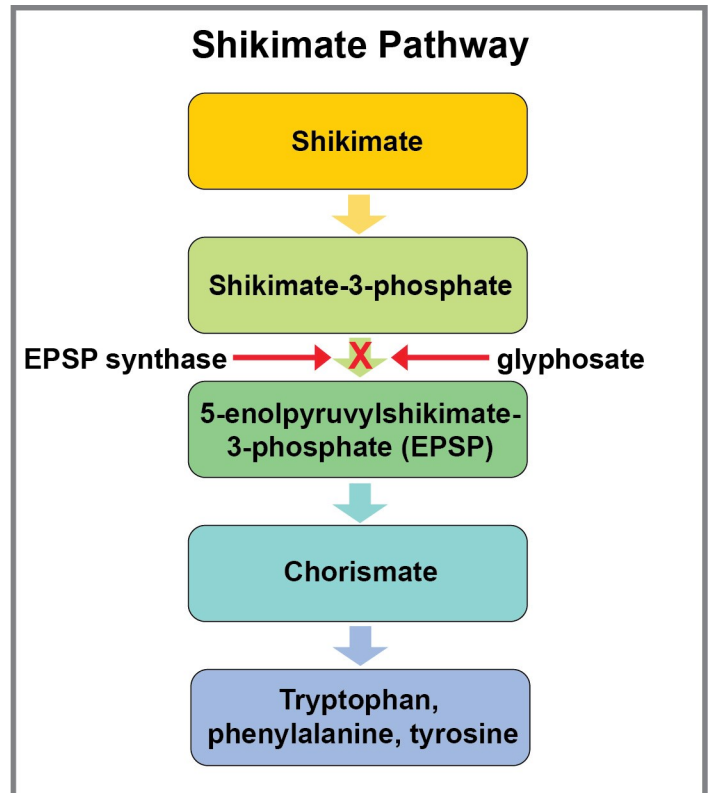 Shikimate Pathway
Shikimate
Shikimate-3-phosphate
EPSP synthase X glyphosate
5-enolpyruvylshikimate-
3-phosphate (EPSP)
Chorismate
Tryptophan,
phenylalanine, tyrosine